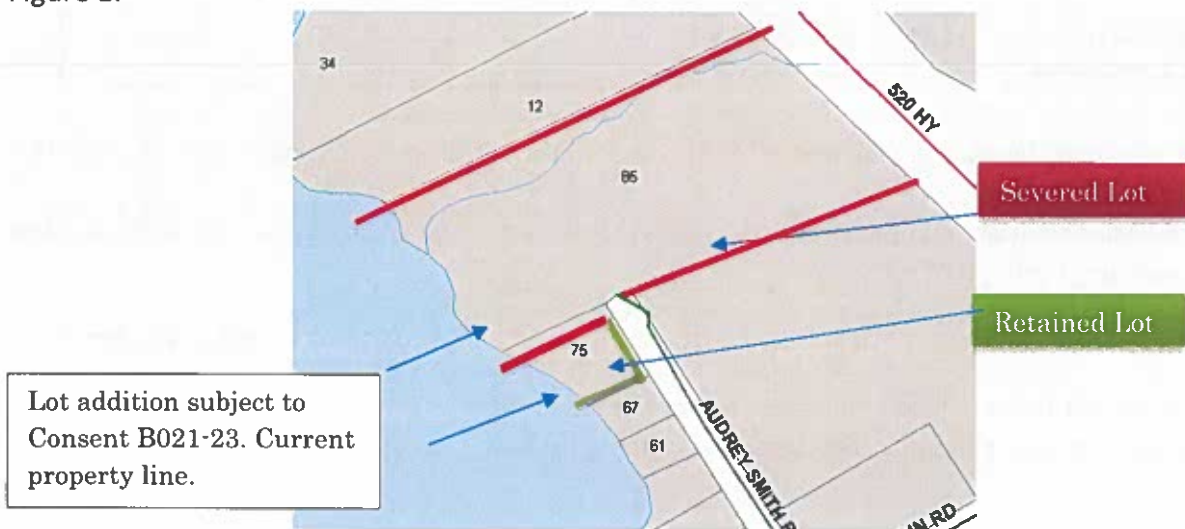 34
12
520 HY
86
Severed Lot
Retained Lot
75
Lot addition subject to
Consent B021-23. Current
property line.
67
61
AUDREY SMITH